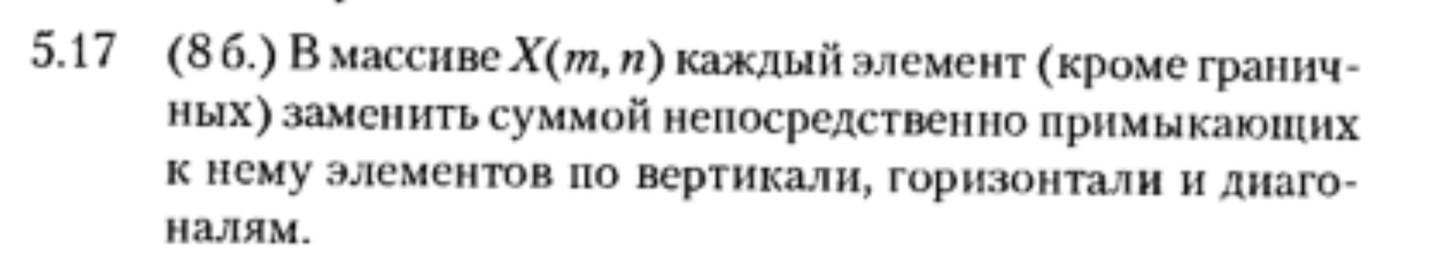 5.17 (8 б.) В массиве X(m, n) каждый элемент (кроме гранич-
ных) заменить суммой непосредственно примыкающих
к нему элементов по вертикали, горизонтали и диаго-
налям.